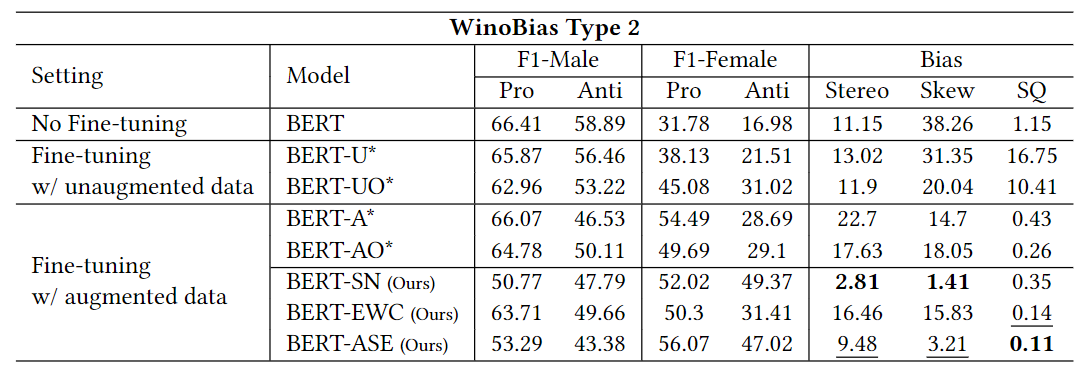 WinoBias Type 2
Setting Model F1-Male F1-Female Bias
Pro Anti Pro Anti Stereo Skew SQ
No Fine-tuning BERT 66.41 58.89 31.78 16.98 11.15 38.26 1.15
Fine-tuning BERT-U* 65.87 56.46 38.13 21.51 13.02 31.35 16.75
w/ unaugmented data BERT-UO* 62.96 53.22 45.08 31.02 11.9 20.04 10.41
BERT-A* 66.07 46.53 54.49 28.69 22.7 14.7 0.43
BERT-AO* 64.78 50.11 49.69 29.1 17.63 18.05 0.26
Fine-tuning
w/ augmented data
BERT-SN (Ours) 50.77 47.79 52.02 49.37 2.81 1.41 0.35
BERT-EWC (Ours) 63.71 49.66 50.3 31.41 16.46 15.83 0.14
BERT-ASE (Ours) 53.29 43.38 56.07 47.02 9.48 3.21 0.11